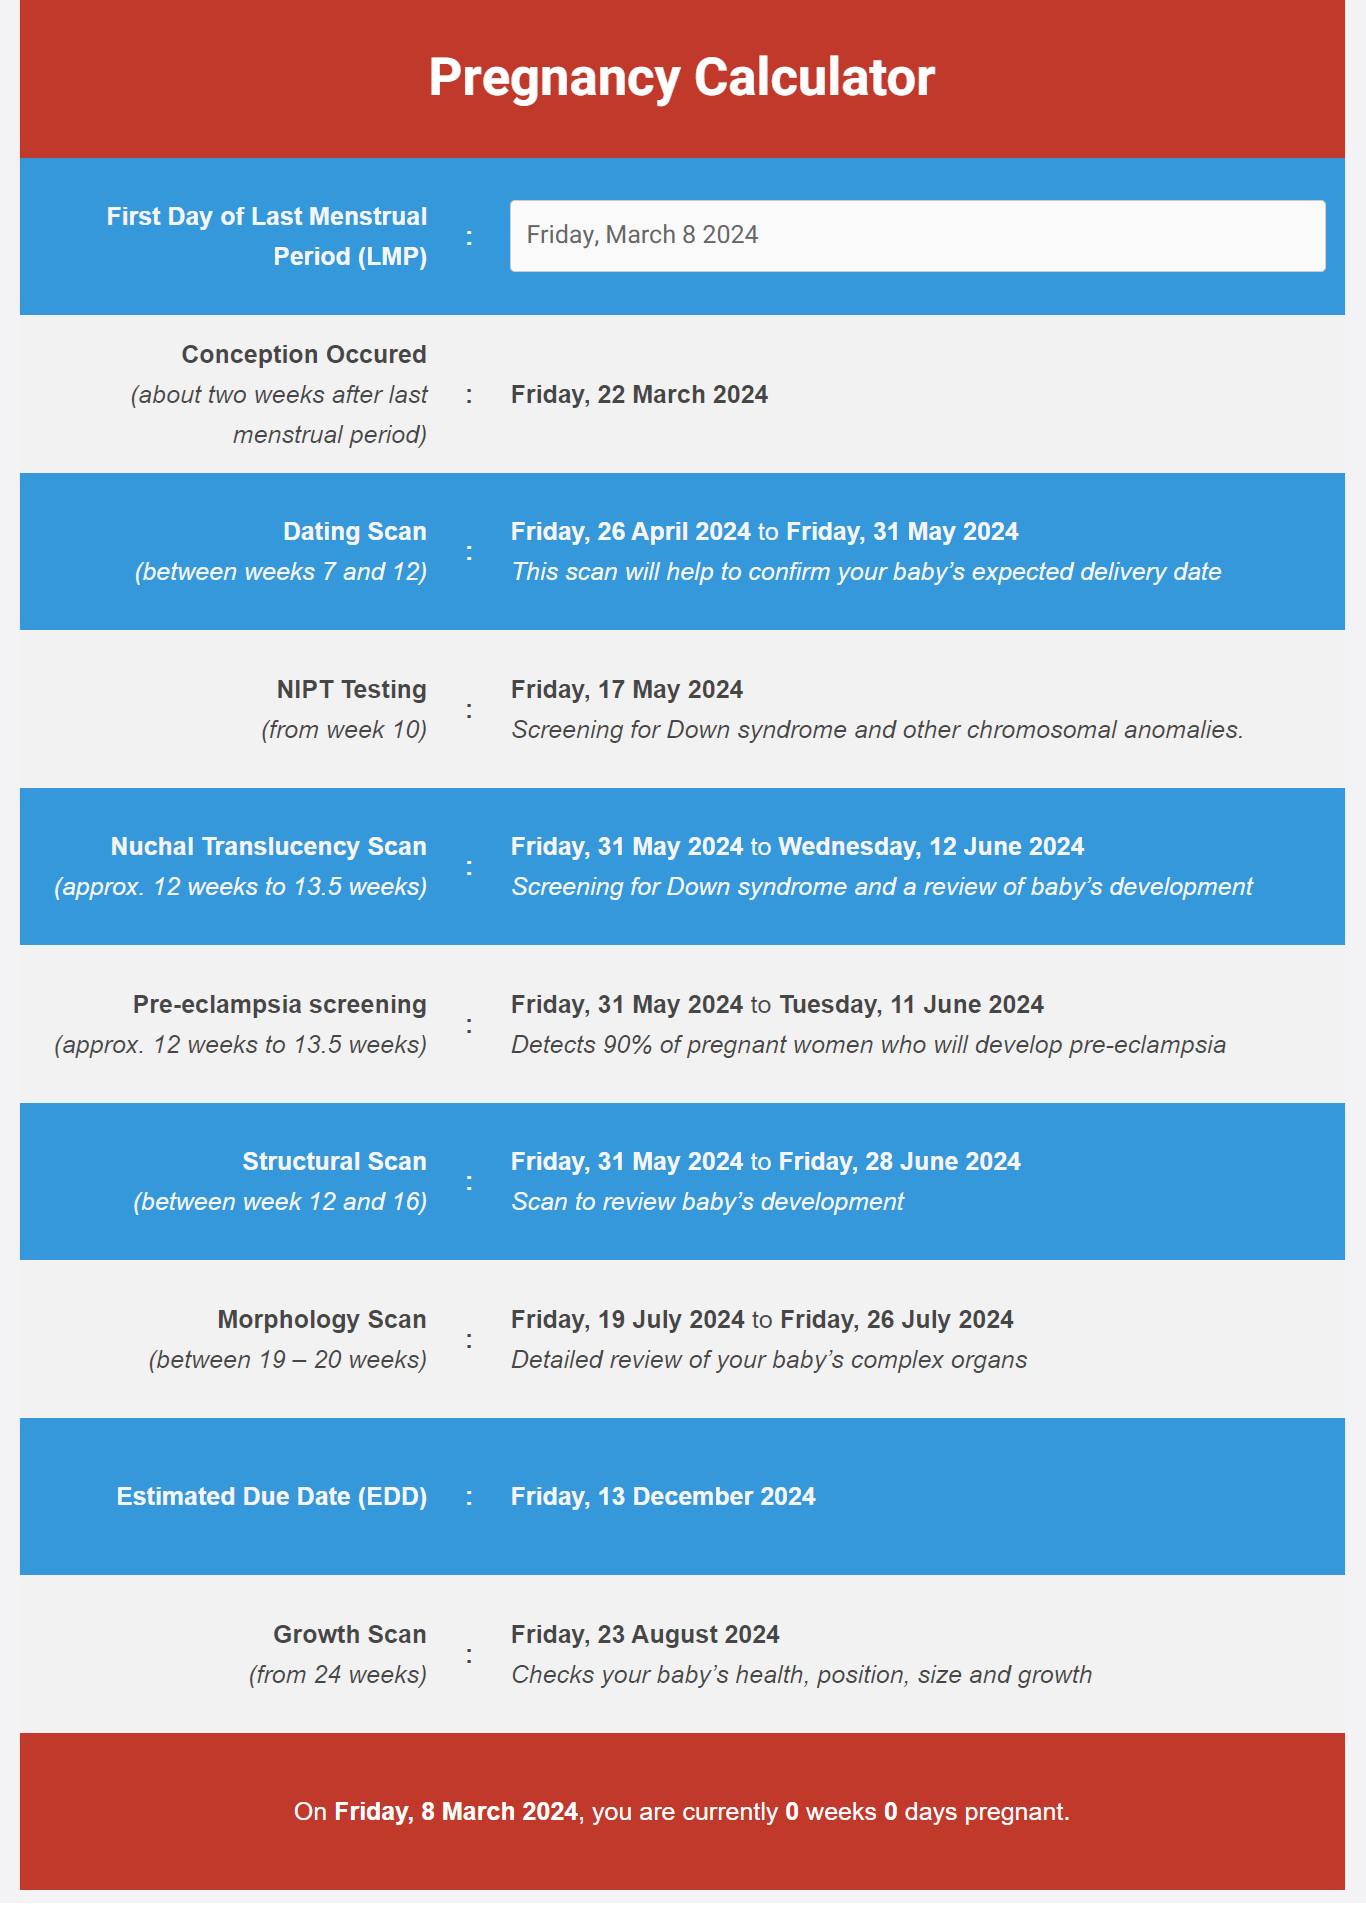 Pregnancy Calculator
First Day of Last Menstrual
Period (LMP)
:
Friday, March 8 2024
Conception Occured
(about two weeks after last
menstrual period)
:
Friday, 22 March 2024
Dating Scan
(between weeks 7 and 12)
:
Friday, 26 April 2024 to Friday, 31 May 2024
This scan will help to confirm your baby’s expected delivery date
NIPT Testing
(from week 10)
:
Friday, 17 May 2024
Screening for Down syndrome and other chromosomal anomalies.
Nuchal Translucency Scan
(approx. 12 weeks to 13.5 weeks)
:
Friday, 31 May 2024 to Wednesday, 12 June 2024
Screening for Down syndrome and a review of baby’s development
Pre-eclampsia screening
(approx. 12 weeks to 13.5 weeks)
:
Friday, 31 May 2024 to Tuesday, 11 June 2024
Detects 90% of pregnant women who will develop pre-eclampsia
Structural Scan
(between week 12 and 16)
:
Friday, 31 May 2024 to Friday, 28 June 2024
Scan to review baby’s development
Morphology Scan
(between 19 – 20 weeks)
:
Friday, 19 July 2024 to Friday, 26 July 2024
Detailed review of your baby’s complex organs
Estimated Due Date (EDD)
:
Friday, 13 December 2024
Growth Scan
(from 24 weeks)
:
Friday, 23 August 2024
Checks your baby’s health, position, size and growth
On Friday, 8 March 2024, you are currently 0 weeks 0 days pregnant.